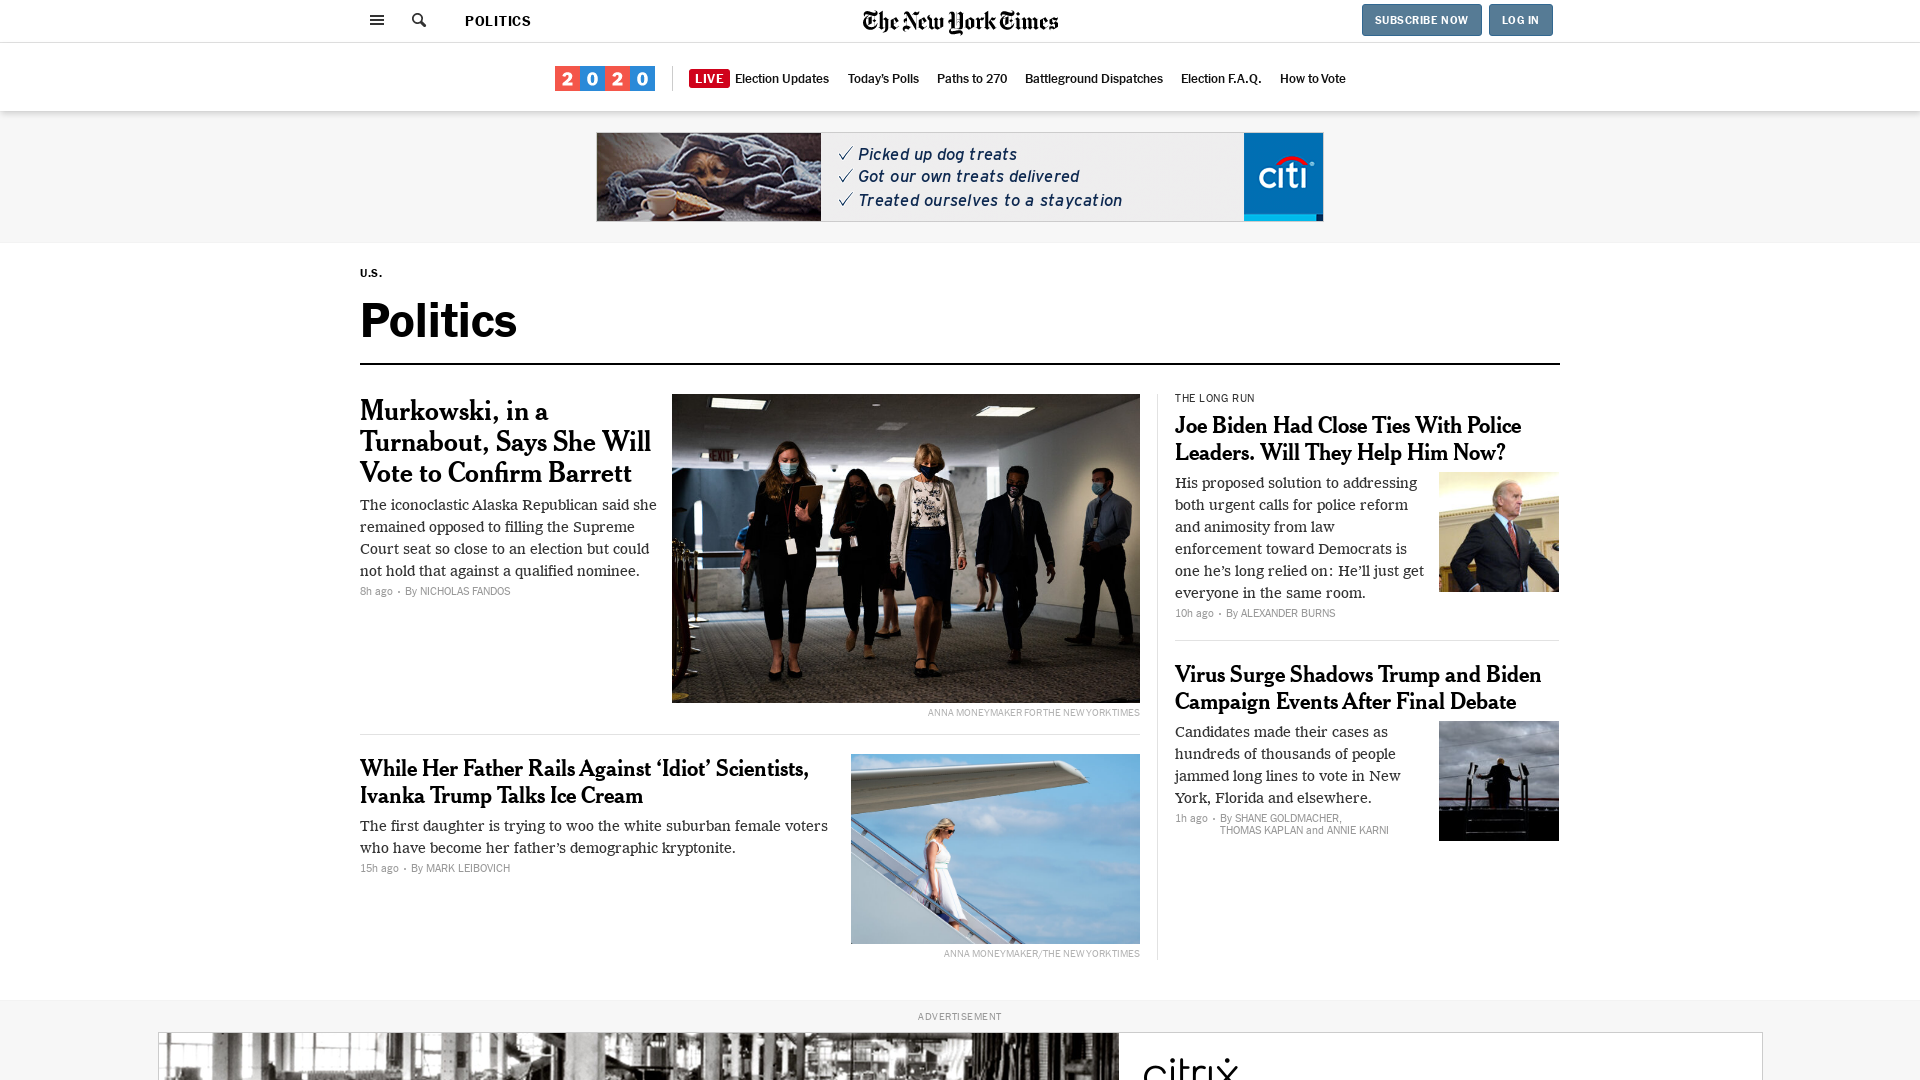 POLITICS
The New York Times
SUBSCRIBE NOW
LOG IN
2020
LIVE Election Updates
Today's Polls
Paths to 270
Battleground Dispatches
Election F.A.Q.
How to Vote
✓ Picked up dog treats
✓ Got our own treats delivered
✓ Treated ourselves to a staycation
citi®
U.S.
Politics
Murkowski, in a
Turnabout, Says She Will
Vote to Confirm Barrett
The iconoclastic Alaska Republican said she
remained opposed to filling the Supreme
Court seat so close to an election but could
not hold that against a qualified nominee.
8h ago • By NICHOLAS FANDOS
EXIT
ANNA MONEYMAKER FOR THE NEW YORK TIMES
While Her Father Rails Against ‘Idiot’ Scientists,
Ivanka Trump Talks Ice Cream
The first daughter is trying to woo the white suburban female voters
who have become her father’s demographic kryptonite.
15h ago • By MARK LEIBOVICH
ANNA MONEYMAKER/THE NEW YORK TIMES
THE LONG RUN
Joe Biden Had Close Ties With Police
Leaders. Will They Help Him Now?
His proposed solution to addressing
both urgent calls for police reform
and animosity from law
enforcement toward Democrats is
one he’s long relied on: He’ll just get
everyone in the same room.
10h ago • By ALEXANDER BURNS
Virus Surge Shadows Trump and Biden
Campaign Events After Final Debate
Candidates made their cases as
hundreds of thousands of people
jammed long lines to vote in New
York, Florida and elsewhere.
1h ago • By SHANE GOLDMACHER,
THOMAS KAPLAN and ANNIE KARNI
ADVERTISEMENT
citrix